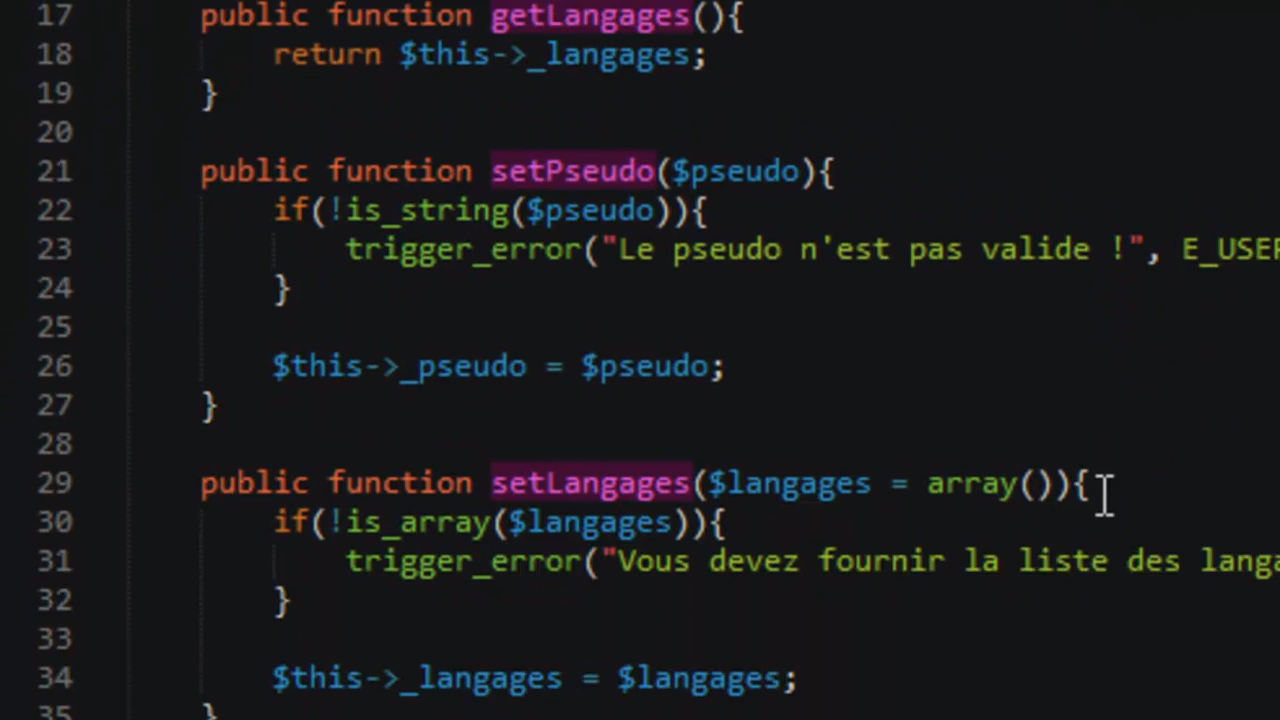 17 public function getLangages(){
18 return $this->_langages;
19 }
20
21 public function setPseudo($pseudo){
22 if(!is_string($pseudo)){
23 trigger_error("Le pseudo n'est pas valide !", E_USER
24 }
25
26 $this->_pseudo = $pseudo;
27 }
28
29 public function setLangages($langages = array()){
30 if(!is_array($langages)){
31 trigger_error("Vous devez fournir la liste des langa
32 }
33
34 $this->_langages = $langages;
35 }